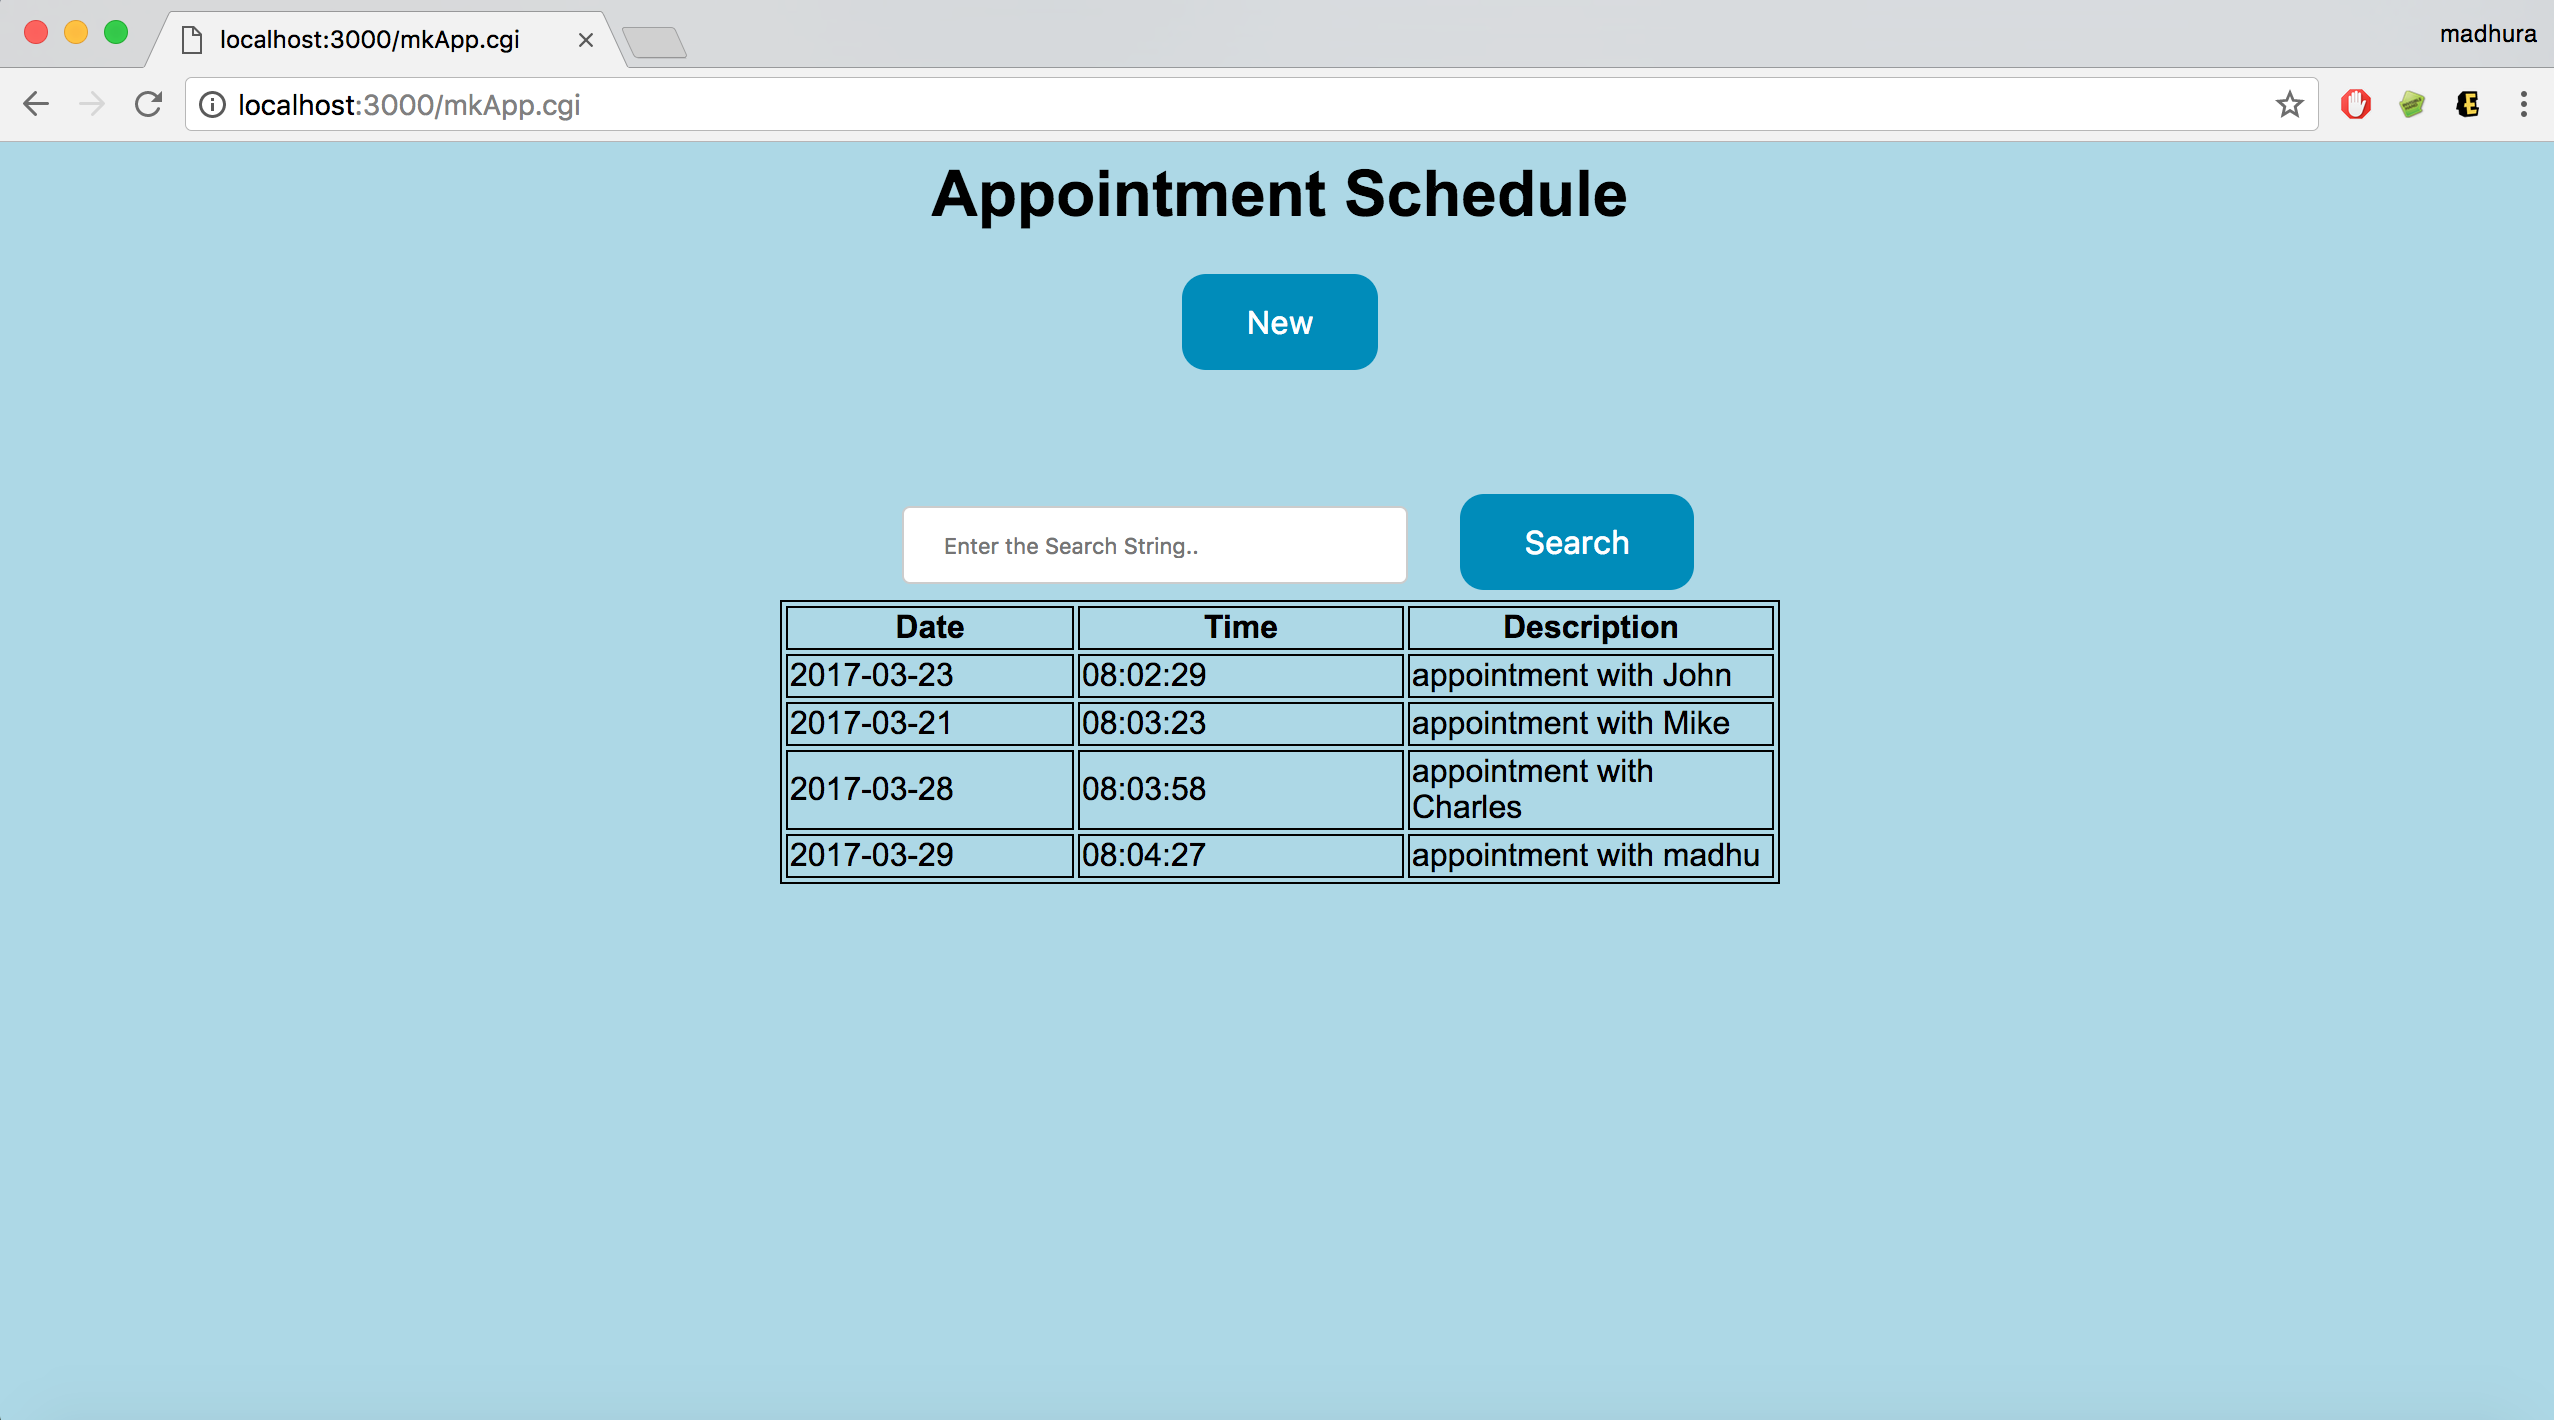 localhost:3000/mkApp.cgi
madhura
localhost:3000/mkApp.cgi
Appointment Schedule
New
Enter the Search String..
Search
Date Time Description
2017-03-23 08:02:29 appointment with John
2017-03-21 08:03:23 appointment with Mike
2017-03-28 08:03:58 appointment with
Charles
2017-03-29 08:04:27 appointment with madhu